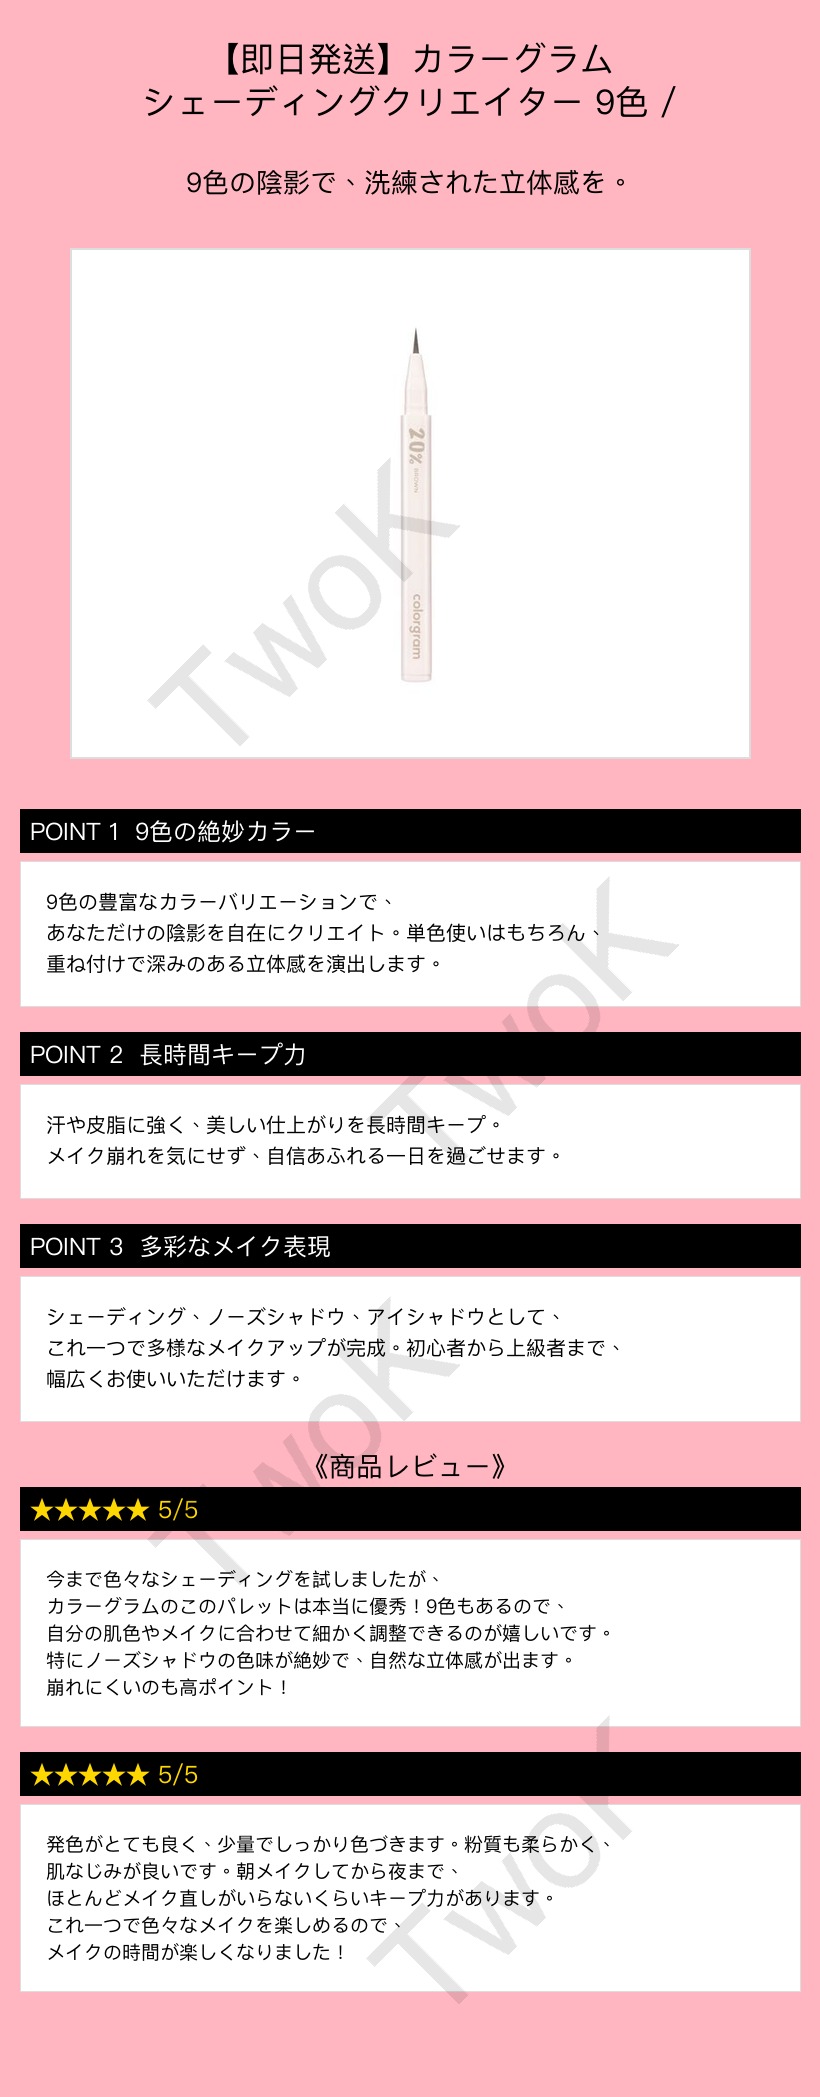 【即日発送】カラーグラム
シェーディングクリエイター 9色 /
9色の陰影で、洗練された立体感を。
20% BROWN
colorgram
TwoK
POINT 1 9色の絶妙カラー
9色の豊富なカラーバリエーションで、
あなただけの陰影を自在にクリエイト。単色使いはもちろん、
重ね付けで深みのある立体感を演出します。
TwoK
POINT 2 長時間キープ力
汗や皮脂に強く、美しい仕上がりを長時間キープ。
メイク崩れを気にせず、自信あふれる一日を過ごせます。
POINT 3 多彩なメイク表現
シェーディング、ノーズシャドウ、アイシャドウとして、
これ一つで多様なメイクアップが完成。初心者から上級者まで、
幅広くお使いいただけます。
TwoK
《商品レビュー》
★★★★★ 5/5
今まで色々なシェーディングを試しましたが、
カラーグラムのこのパレットは本当に優秀！9色もあるので、
自分の肌色やメイクに合わせて細かく調整できるのが嬉しいです。
特にノーズシャドウの色味が絶妙で、自然な立体感が出ます。
崩れにくいのも高ポイント！
★★★★★ 5/5
発色がとても良く、少量でしっかり色づきます。粉質も柔らかく、
肌なじみが良いです。朝メイクしてから夜まで、
ほとんどメイク直しがいらないくらいキープ力があります。
これ一つで色々なメイクを楽しめるので、
メイクの時間が楽しくなりました！
TwoK